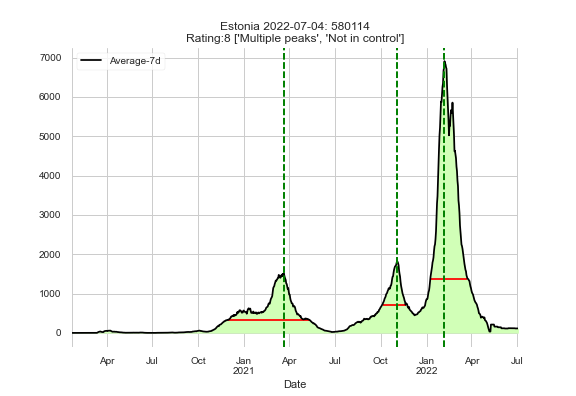 Estonia 2022-07-04: 580114
Rating:8 ['Multiple peaks', 'Not in control']
Average-7d
7000
6000
5000
4000
3000
2000
1000
0
Apr Jul Oct Jan Apr Jul Oct Jan Apr Jul
2021 2022
Date